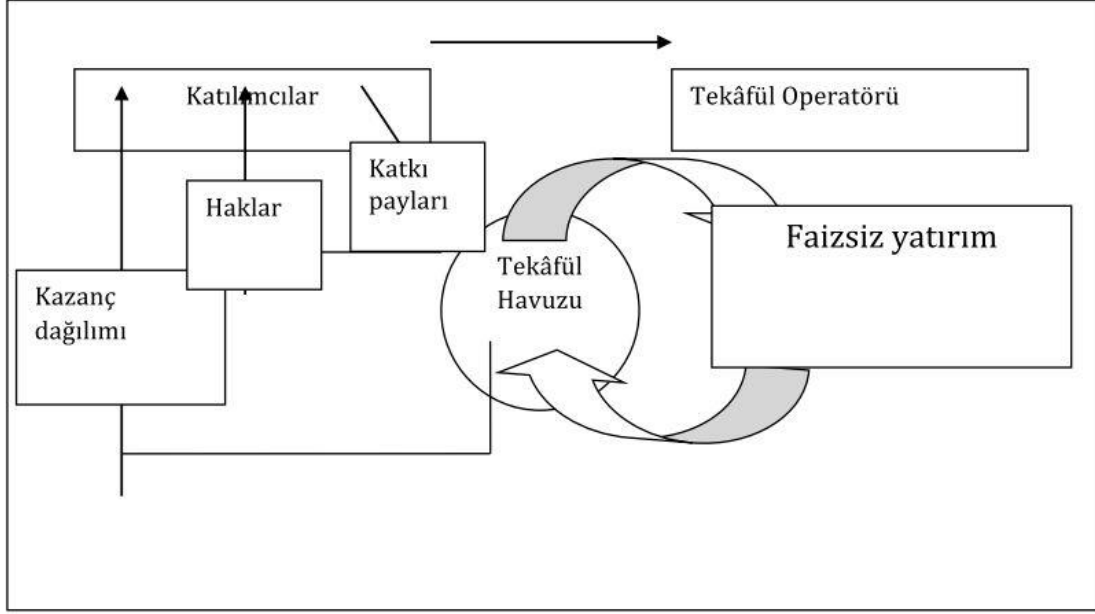 Katılımcılar
Tekâfül Operatörü
Katkı
payları
Haklar
Faizsiz yatırım
Tekâfül
Havuzu
Kazanç
dağılımı